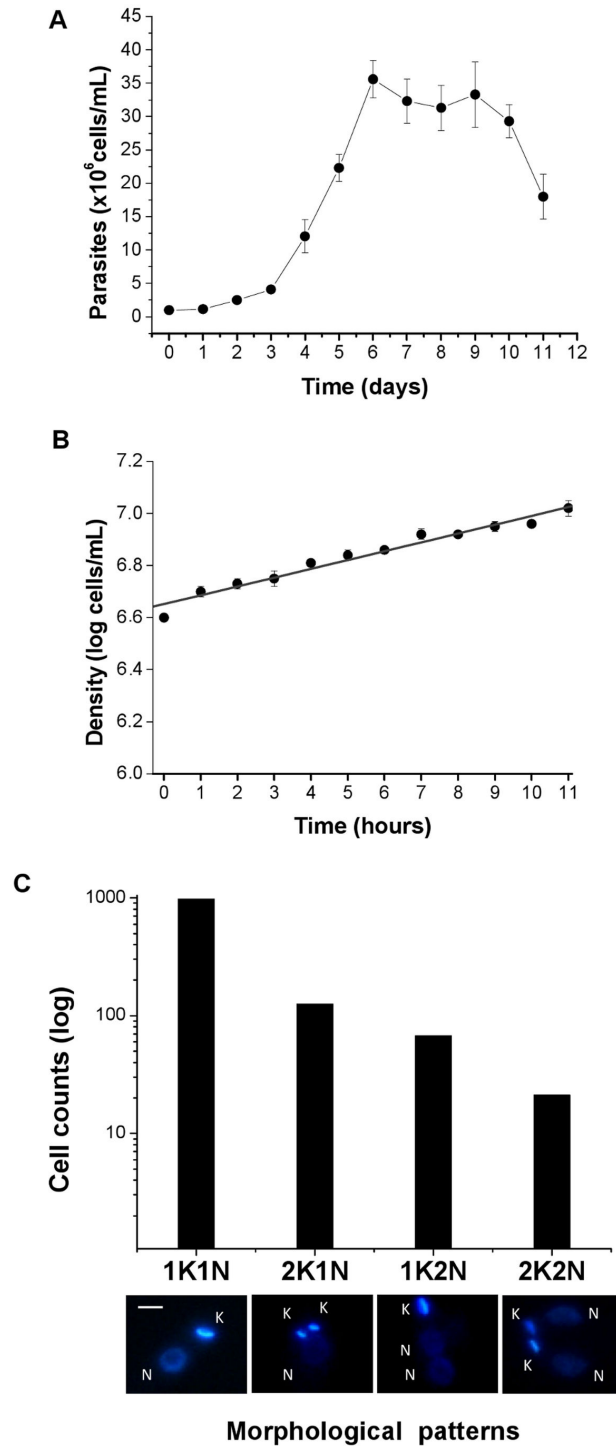 A
Parasites (x10⁶cells/mL)
45
40
35
30
25
20
15
10
5
0
0 1 2 3 4 5 6 7 8 9 10 11 12
Time (days)
B
Density (log cells/mL)
7.2
7.0
6.8
6.6
6.4
6.2
6.0
0 1 2 3 4 5 6 7 8 9 10 11
Time (hours)
C
Cell counts (log)
1000
100
10
1K1N 2K1N 1K2N 2K2N
K
N
K K
N
K
N
N
K
N
K
N
Morphological patterns